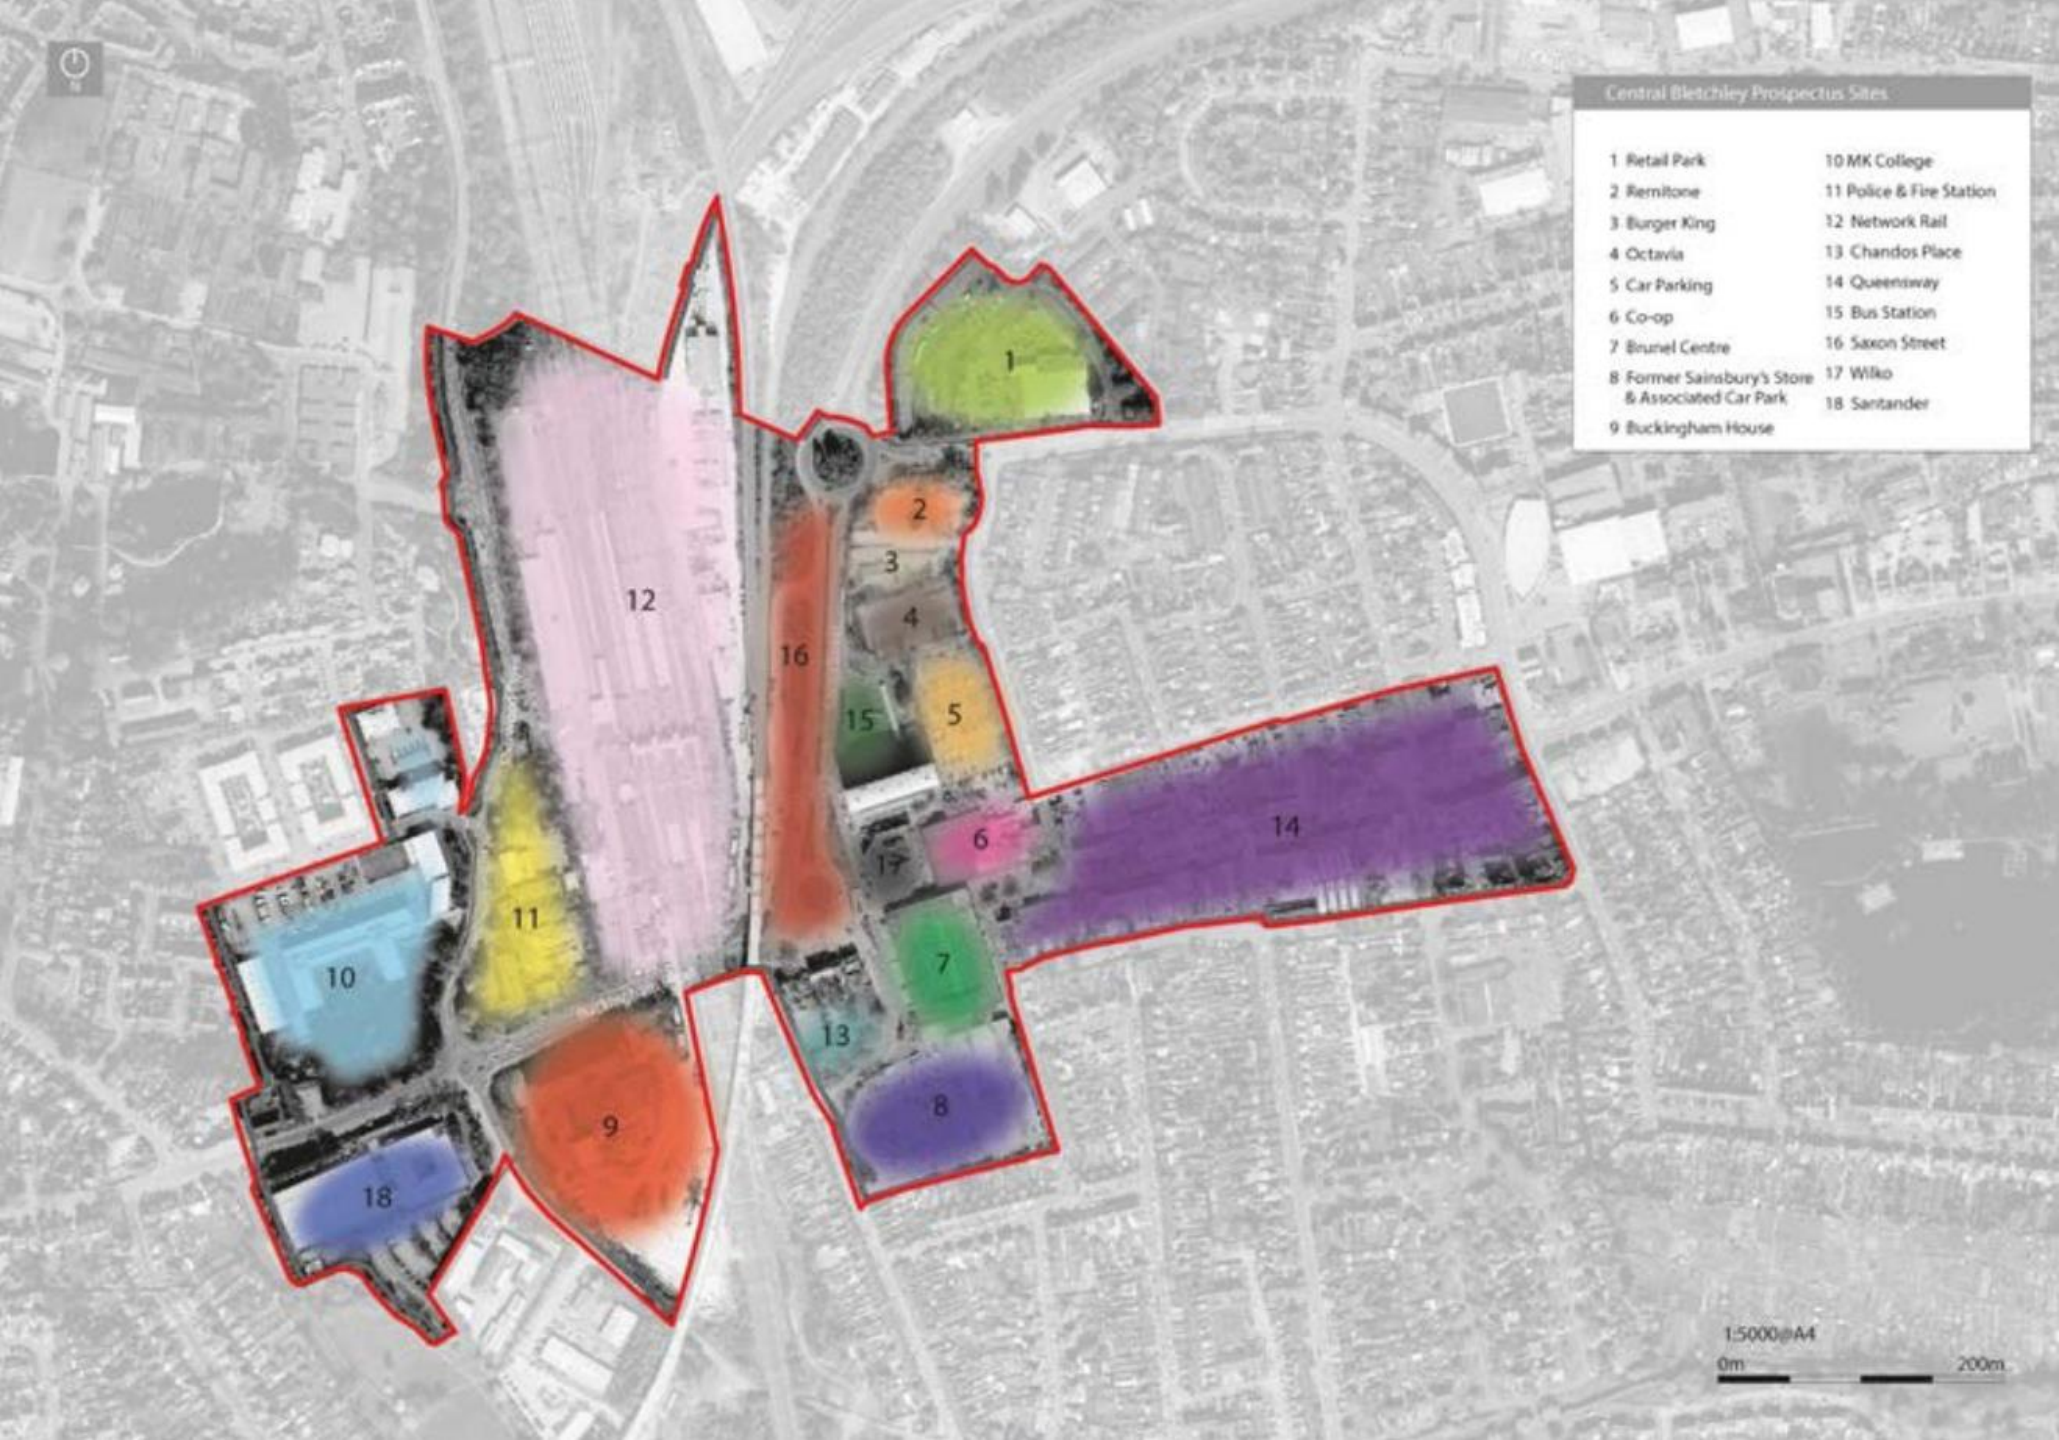 Central Bletchley Prospectus Sites
1 Retail Park
2 Remitone
3 Burger King
4 Octavia
5 Car Parking
6 Co-op
7 Brunel Centre
8 Former Sainsbury's Store
& Associated Car Park
9 Buckingham House
10 MK College
11 Police & Fire Station
12 Network Rail
13 Chandos Place
14 Queensway
15 Bus Station
16 Saxon Street
17 Wilko
18 Santander
1
2
3
12
4
16
15
5
14
6
17
11
7
10
13
8
9
18
1:5000@A4
0m 200m